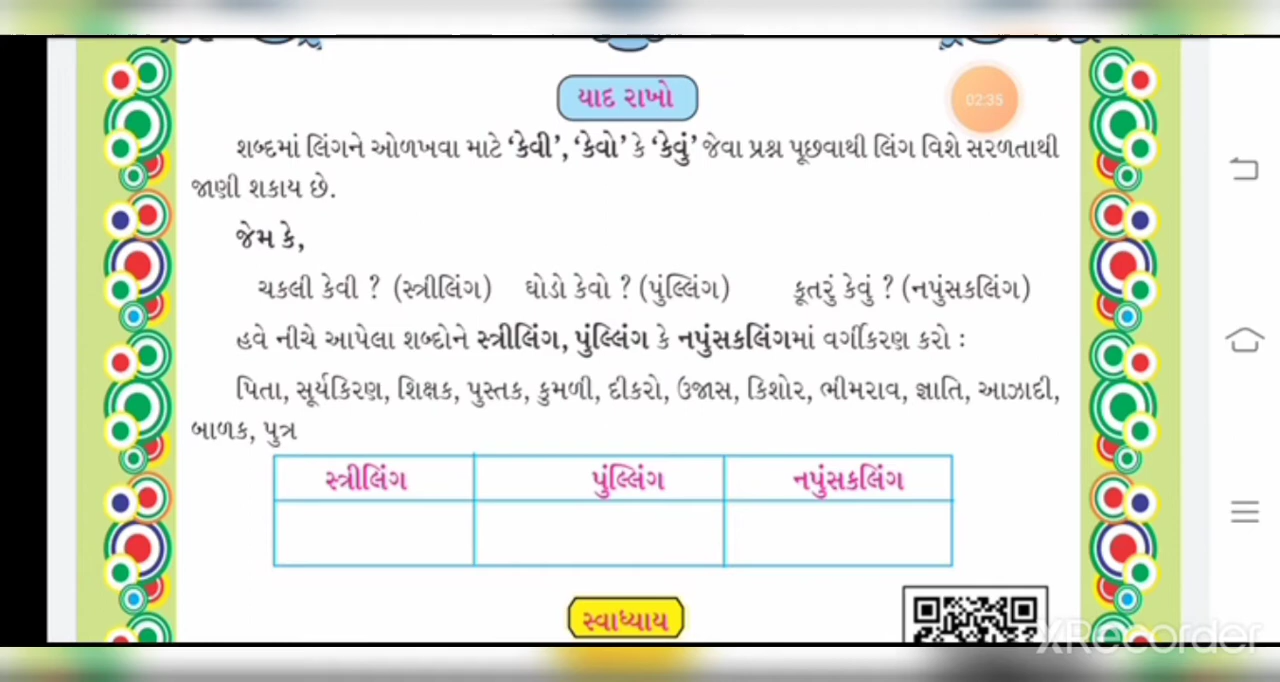 યાદ રાખો
02:35
શબ્દમાં લિંગને ઓળખવા માટે ‘કેવી’, ‘કેવો’ કે ‘કેવું’ જેવા પ્રશ્ન પૂછવાથી લિંગ વિશે સરળતાથી
જાણી શકાય છે.
જેમ કે,
ચકલી કેવી ? (સ્ત્રીલિંગ) ઘોડો કેવો ? (પુંલ્લિંગ) કૂતરું કેવું ? (નપુંસકલિંગ)
હવે નીચે આપેલા શબ્દોને સ્ત્રીલિંગ, પુંલ્લિંગ કે નપુંસકલિંગમાં વર્ગીકરણ કરો :
પિતા, સૂર્યકિરણ, શિક્ષક, પુસ્તક, કુમળી, દીકરો, ઉજાસ, કિશોર, ભીમરાવ, જ્ઞાતિ, આઝાદી,
બાળક, પુત્ર
સ્ત્રીલિંગ પુંલ્લિંગ નપુંસકલિંગ
સ્વાધ્યાય
XRecorder